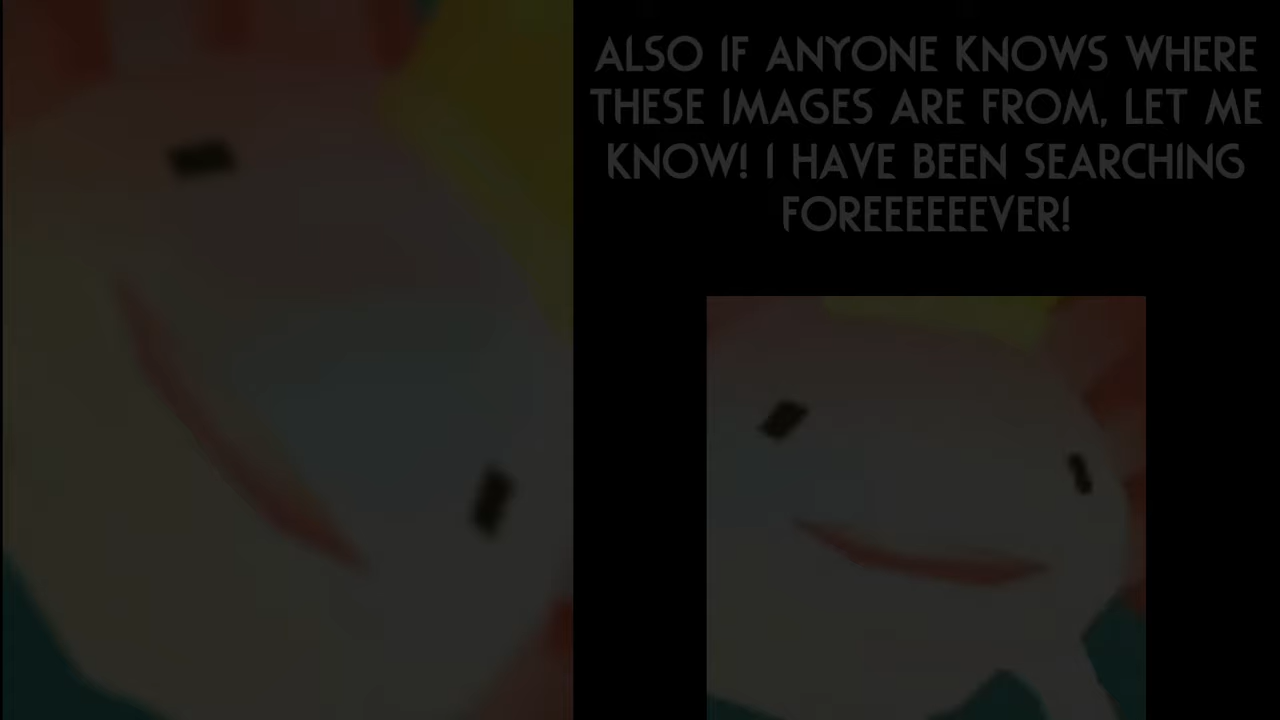 ALSO IF ANYONE KNOWS WHERE
THESE IMAGES ARE FROM, LET ME
KNOW! I HAVE BEEN SEARCHING
FOREEEEEEVER!